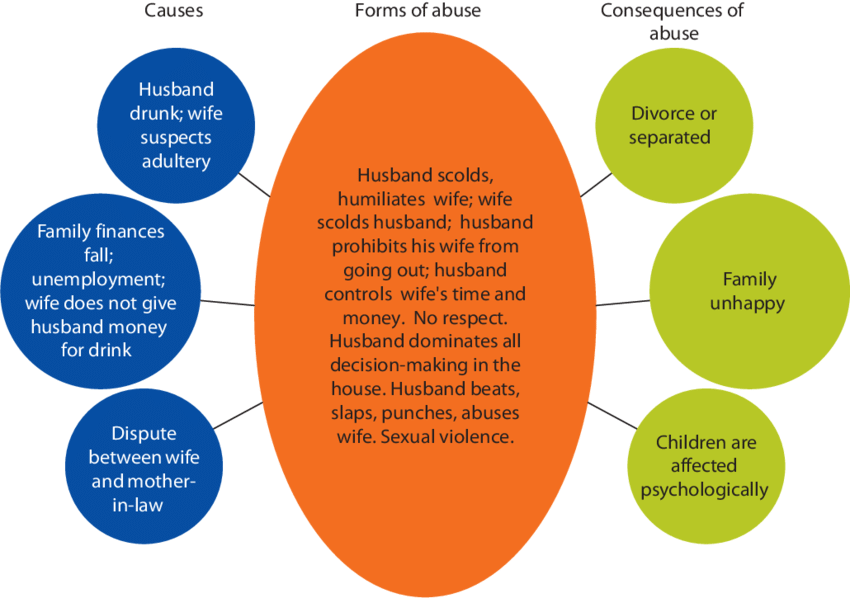 Causes
Forms of abuse
Consequences of
abuse
Husband
drunk; wife
suspects
adultery
Family finances
fall;
unemployment;
wife does not give
husband money
for drink
Dispute
between wife
and mother-
in-law
Husband scolds,
humiliates wife; wife
scolds husband; husband
prohibits his wife from
going out; husband
controls wife's time and
money. No respect.
Husband dominates all
decision-making in the
house. Husband beats,
slaps, punches, abuses
wife. Sexual violence.
Divorce or
separated
Family
unhappy
Children are
affected
psychologically